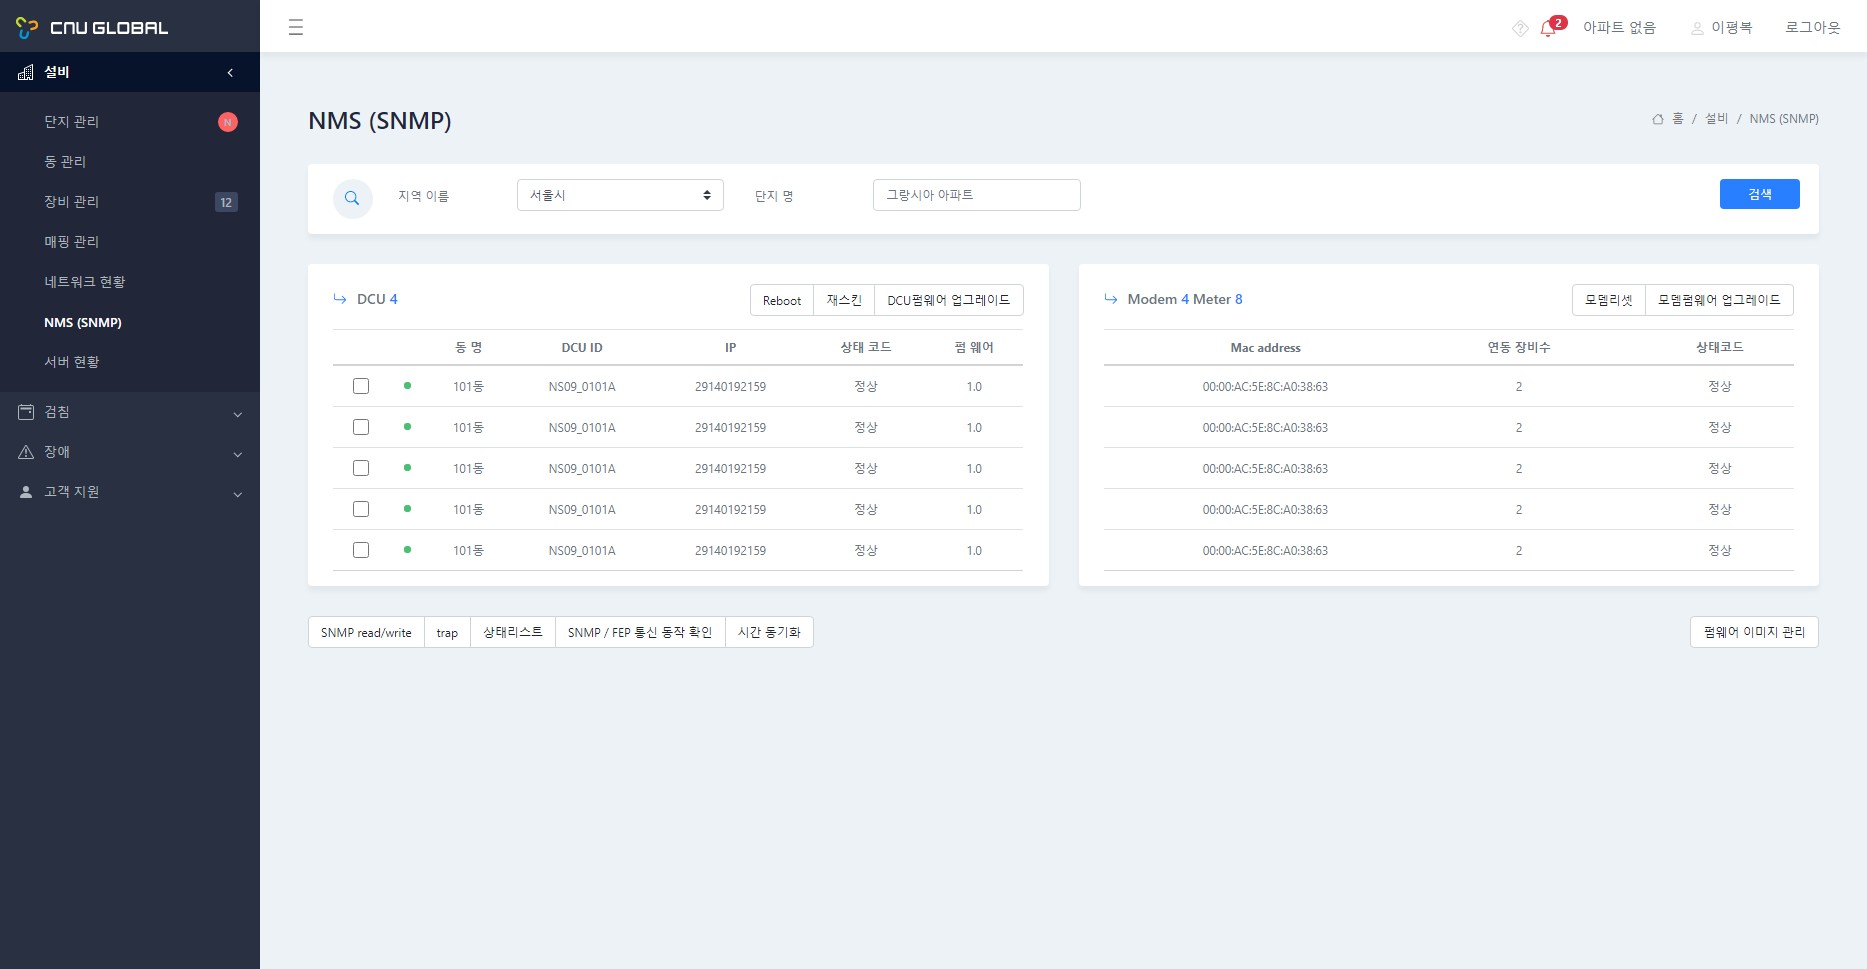 CNU GLOBAL
2
아파트 없음
이평복
로그아웃
설비
단지 관리
N
동 관리
장비 관리
12
매핑 관리
네트워크 현황
NMS (SNMP)
서버 현황
검침
장애
고객 지원
NMS (SNMP)
홈 / 설비 / NMS (SNMP)
지역 이름
서울시
단지 명
그랑시아 아파트
검색
DCU 4
Reboot
재스킨
DCU펌웨어 업그레이드
동 명 DCU ID IP 상태 코드 펌 웨어
101동 NS09_0101A 29140192159 정상 1.0
101동 NS09_0101A 29140192159 정상 1.0
101동 NS09_0101A 29140192159 정상 1.0
101동 NS09_0101A 29140192159 정상 1.0
101동 NS09_0101A 29140192159 정상 1.0
Modem 4 Meter 8
모뎀리셋
모뎀펌웨어 업그레이드
Mac address 연동 장비수 상태코드
00:00:AC:5E:8C:A0:38:63 2 정상
00:00:AC:5E:8C:A0:38:63 2 정상
00:00:AC:5E:8C:A0:38:63 2 정상
00:00:AC:5E:8C:A0:38:63 2 정상
00:00:AC:5E:8C:A0:38:63 2 정상
SNMP read/write
trap
상태리스트
SNMP / FEP 통신 동작 확인
시간 동기화
펌웨어 이미지 관리